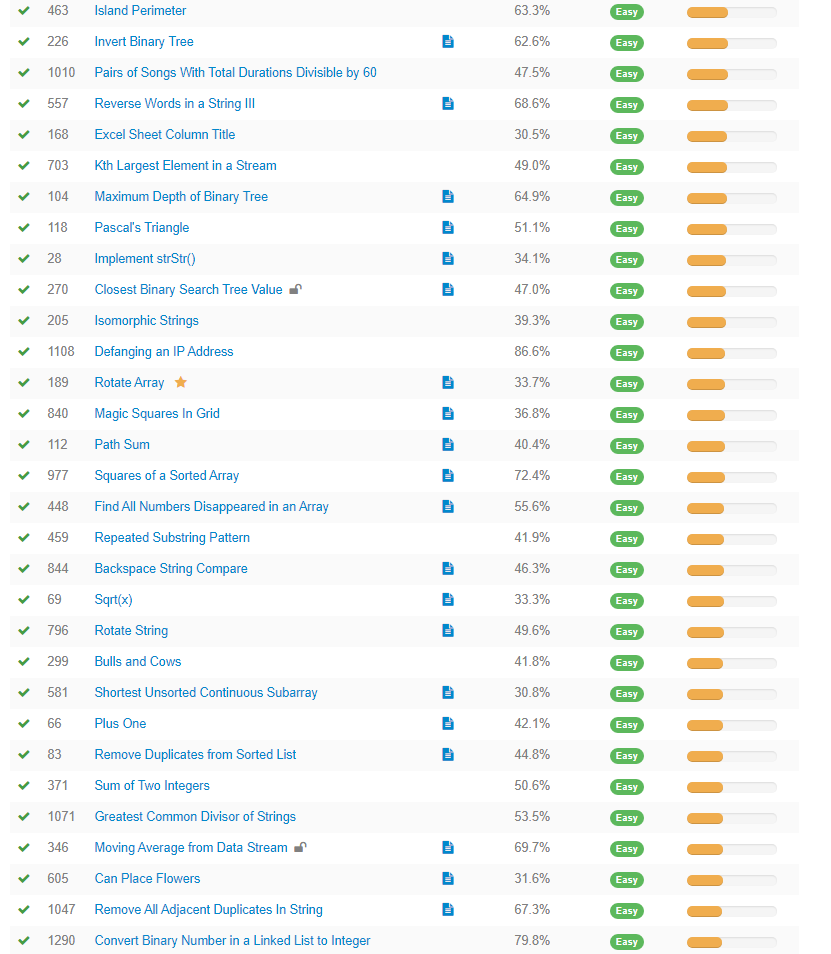 463 Island Perimeter 63.3% Easy
226 Invert Binary Tree 62.6% Easy
1010 Pairs of Songs With Total Durations Divisible by 60 47.5% Easy
557 Reverse Words in a String III 68.6% Easy
168 Excel Sheet Column Title 30.5% Easy
703 Kth Largest Element in a Stream 49.0% Easy
104 Maximum Depth of Binary Tree 64.9% Easy
118 Pascal's Triangle 51.1% Easy
28 Implement strStr() 34.1% Easy
270 Closest Binary Search Tree Value 47.0% Easy
205 Isomorphic Strings 39.3% Easy
1108 Defanging an IP Address 86.6% Easy
189 Rotate Array 33.7% Easy
840 Magic Squares In Grid 36.8% Easy
112 Path Sum 40.4% Easy
977 Squares of a Sorted Array 72.4% Easy
448 Find All Numbers Disappeared in an Array 55.6% Easy
459 Repeated Substring Pattern 41.9% Easy
844 Backspace String Compare 46.3% Easy
69 Sqrt(x) 33.3% Easy
796 Rotate String 49.6% Easy
299 Bulls and Cows 41.8% Easy
581 Shortest Unsorted Continuous Subarray 30.8% Easy
66 Plus One 42.1% Easy
83 Remove Duplicates from Sorted List 44.8% Easy
371 Sum of Two Integers 50.6% Easy
1071 Greatest Common Divisor of Strings 53.5% Easy
346 Moving Average from Data Stream 69.7% Easy
605 Can Place Flowers 31.6% Easy
1047 Remove All Adjacent Duplicates In String 67.3% Easy
1290 Convert Binary Number in a Linked List to Integer 79.8% Easy